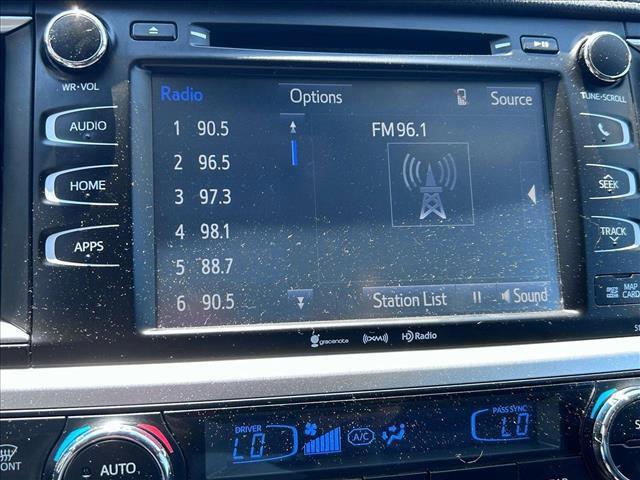 PWR•VOL
TUNE•SCROLL
Radio
Options
Source
AUDIO
HOME
APPS
1 90.5
2 96.5
3 97.3
4 98.1
5 88.7
6 90.5
FM 96.1
SEEK
TRACK
Station List
Sound
MAP
CARD
gracenote
((XM))
HD Radio
DRIVER
LO
A/C
PASS SYNC
LO
AUTO